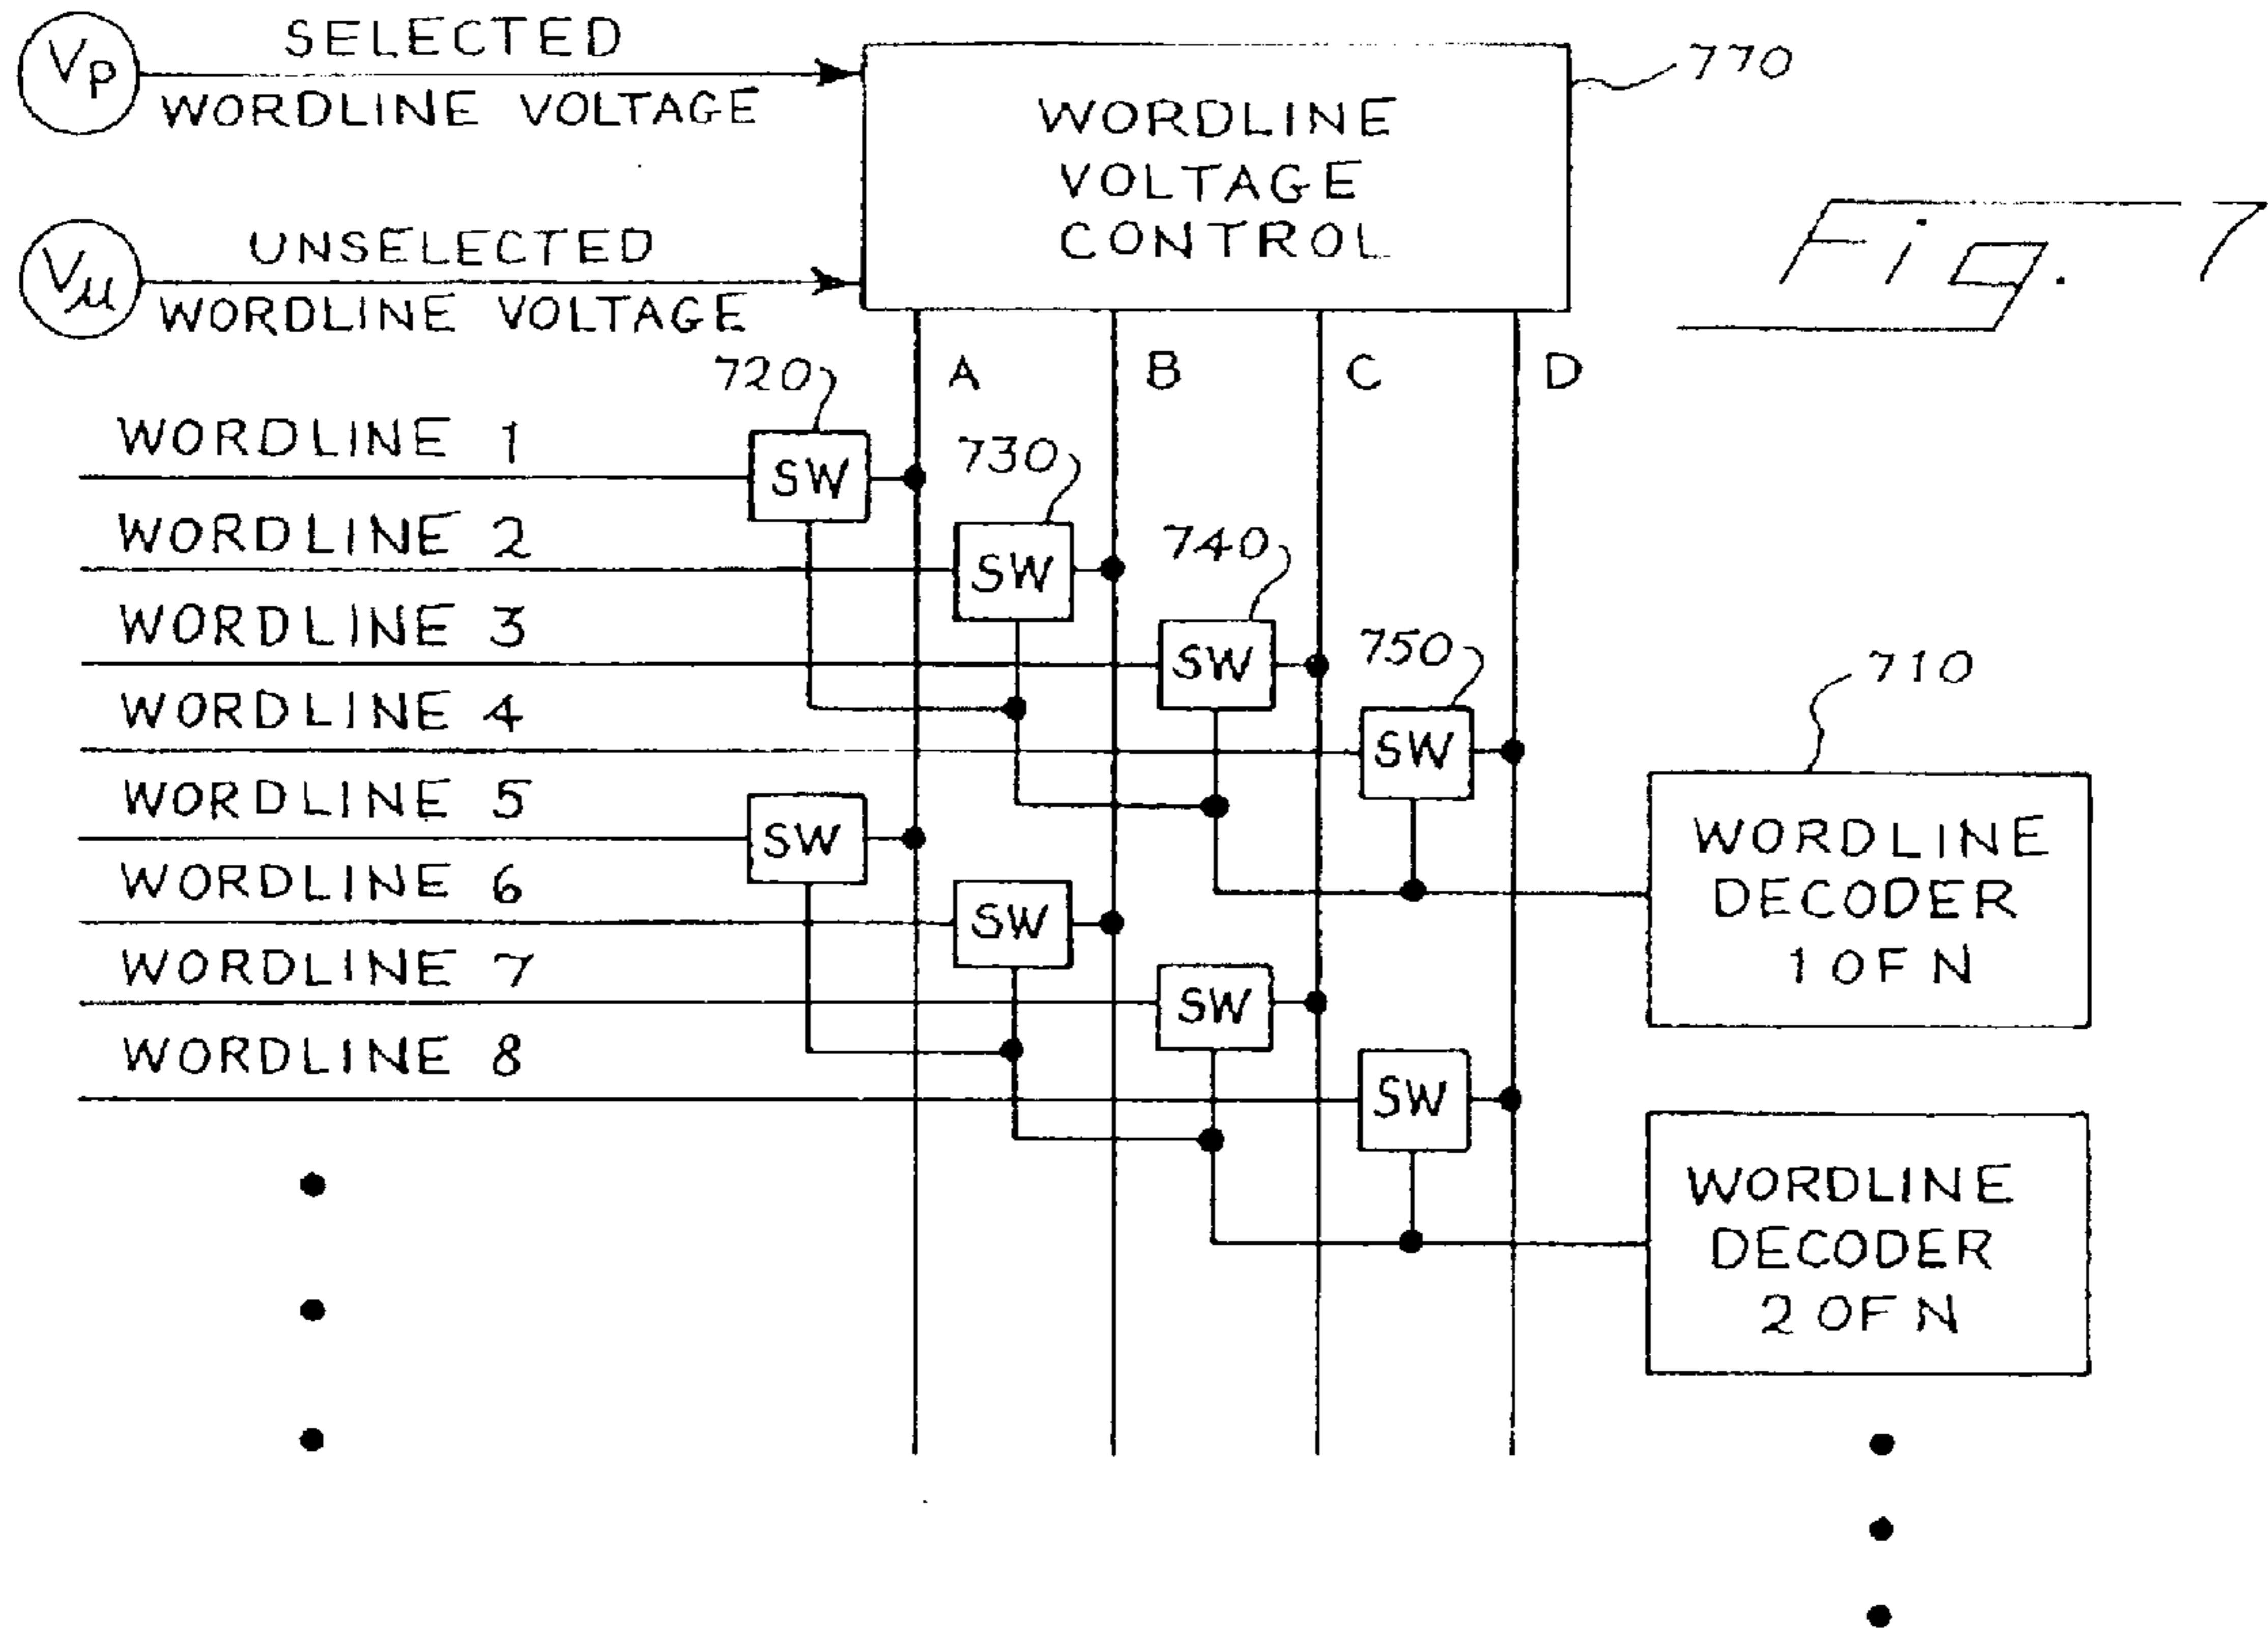 Vp
SELECTED
WORDLINE VOLTAGE
Vμ
UNSELECTED
WORDLINE VOLTAGE
WORDLINE
VOLTAGE
CONTROL
770
Fig. 7
A
B
C
D
720
730
740
750
710
WORDLINE 1
SW
WORDLINE 2
SW
WORDLINE 3
SW
WORDLINE 4
SW
WORDLINE 5
SW
WORDLINE 6
SW
WORDLINE 7
SW
WORDLINE 8
SW
WORDLINE
DECODER
1 OF N
WORDLINE
DECODER
2 OF N